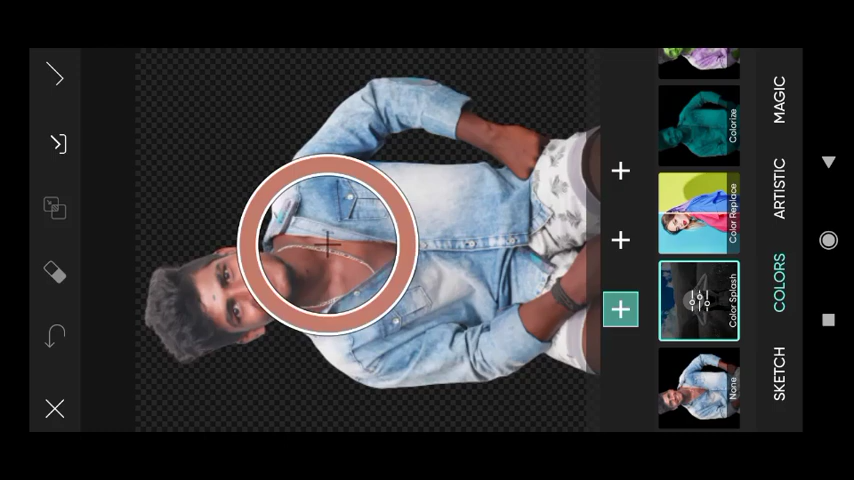 None
Color Splash
Color Replace
Colorize
SKETCH
COLORS
ARTISTIC
MAGIC